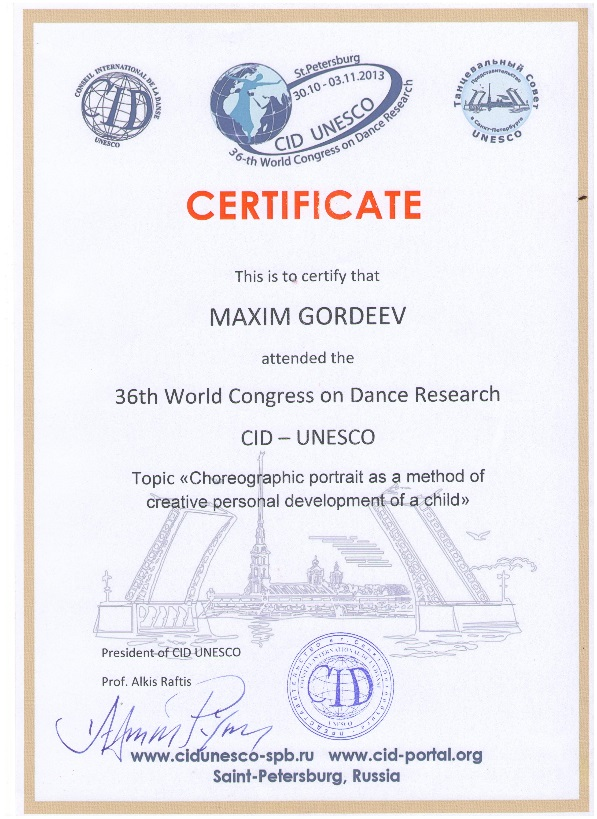 CONSEIL INTERNATIONAL DE LA DANSE
CID
UNESCO
St.Petersburg
30.10 - 03.11.2013
CID UNESCO
36-th World Congress on Dance Research
Танцевальный Совет
Представительство
в Санкт-Петербурге
UNESCO
CERTIFICATE
This is to certify that
MAXIM GORDEEV
attended the
36th World Congress on Dance Research
CID – UNESCO
Topic «Choreographic portrait as a method of
creative personal development of a child»
President of CID UNESCO
Prof. Alkis Raftis
CID
www.cidunesco-spb.ru www.cid-portal.org
Saint-Petersburg, Russia